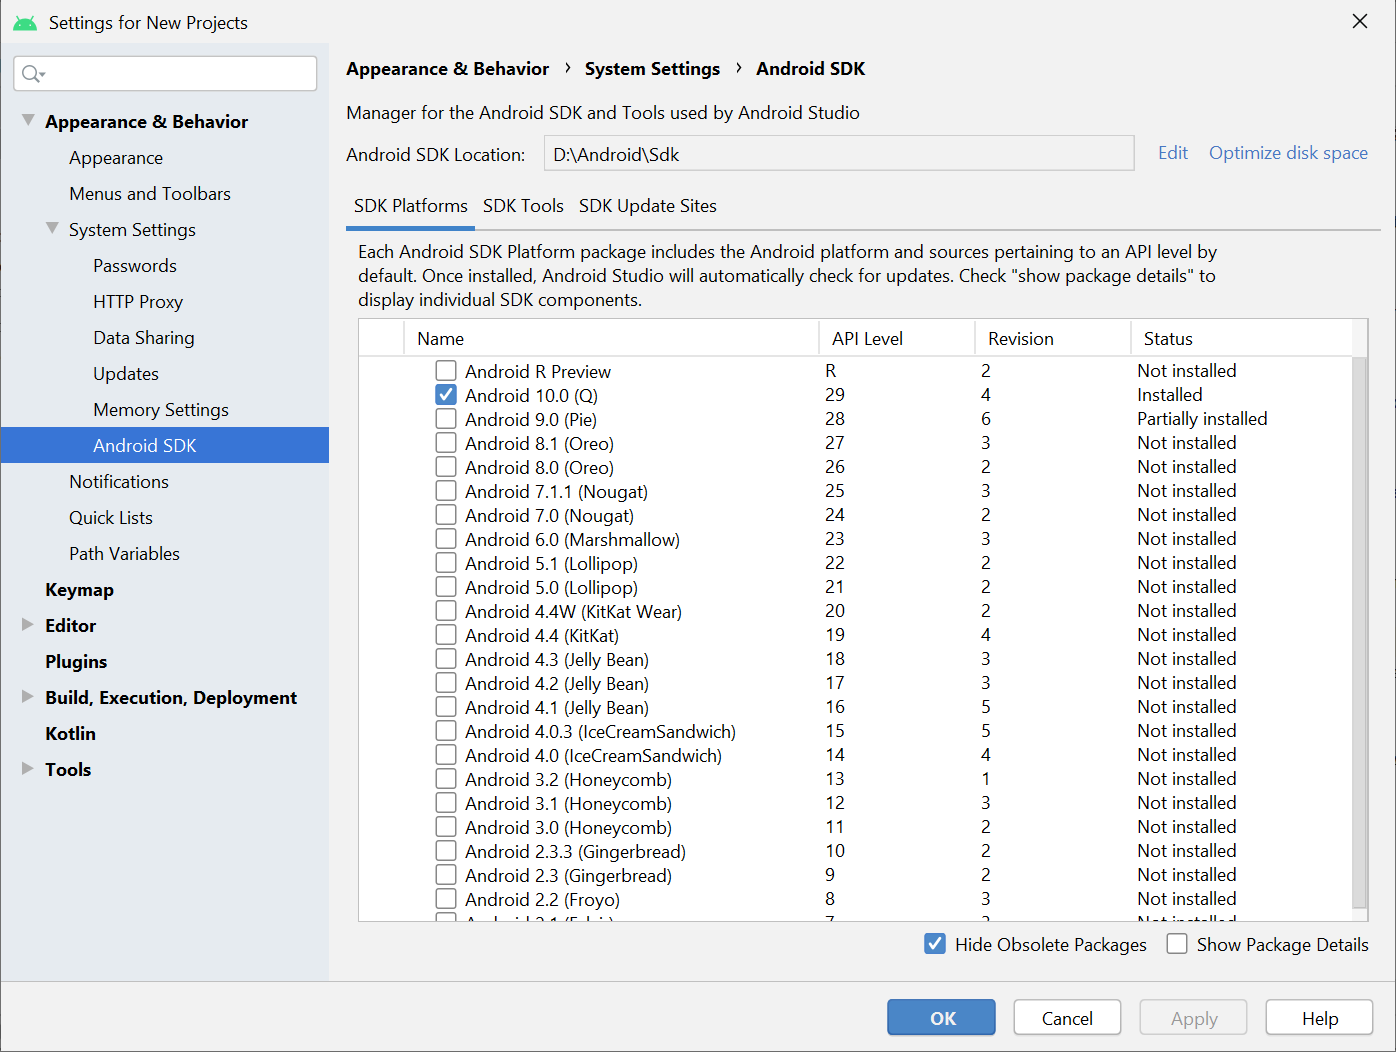 Settings for New Projects
Appearance & Behavior
Appearance
Menus and Toolbars
System Settings
Passwords
HTTP Proxy
Data Sharing
Updates
Memory Settings
Android SDK
Notifications
Quick Lists
Path Variables
Keymap
Editor
Plugins
Build, Execution, Deployment
Kotlin
Tools
Appearance & Behavior › System Settings › Android SDK
Manager for the Android SDK and Tools used by Android Studio
Android SDK Location: D:\Android\Sdk Edit Optimize disk space
SDK Platforms SDK Tools SDK Update Sites
Each Android SDK Platform package includes the Android platform and sources pertaining to an API level by
default. Once installed, Android Studio will automatically check for updates. Check "show package details" to
display individual SDK components.
Name API Level Revision Status
Android R Preview R 2 Not installed
Android 10.0 (Q) 29 4 Installed
Android 9.0 (Pie) 28 6 Partially installed
Android 8.1 (Oreo) 27 3 Not installed
Android 8.0 (Oreo) 26 2 Not installed
Android 7.1.1 (Nougat) 25 3 Not installed
Android 7.0 (Nougat) 24 2 Not installed
Android 6.0 (Marshmallow) 23 3 Not installed
Android 5.1 (Lollipop) 22 2 Not installed
Android 5.0 (Lollipop) 21 2 Not installed
Android 4.4W (KitKat Wear) 20 2 Not installed
Android 4.4 (KitKat) 19 4 Not installed
Android 4.3 (Jelly Bean) 18 3 Not installed
Android 4.2 (Jelly Bean) 17 3 Not installed
Android 4.1 (Jelly Bean) 16 5 Not installed
Android 4.0.3 (IceCreamSandwich) 15 5 Not installed
Android 4.0 (IceCreamSandwich) 14 4 Not installed
Android 3.2 (Honeycomb) 13 1 Not installed
Android 3.1 (Honeycomb) 12 3 Not installed
Android 3.0 (Honeycomb) 11 2 Not installed
Android 2.3.3 (Gingerbread) 10 2 Not installed
Android 2.3 (Gingerbread) 9 2 Not installed
Android 2.2 (Froyo) 8 3 Not installed
Hide Obsolete Packages Show Package Details
OK Cancel Apply Help